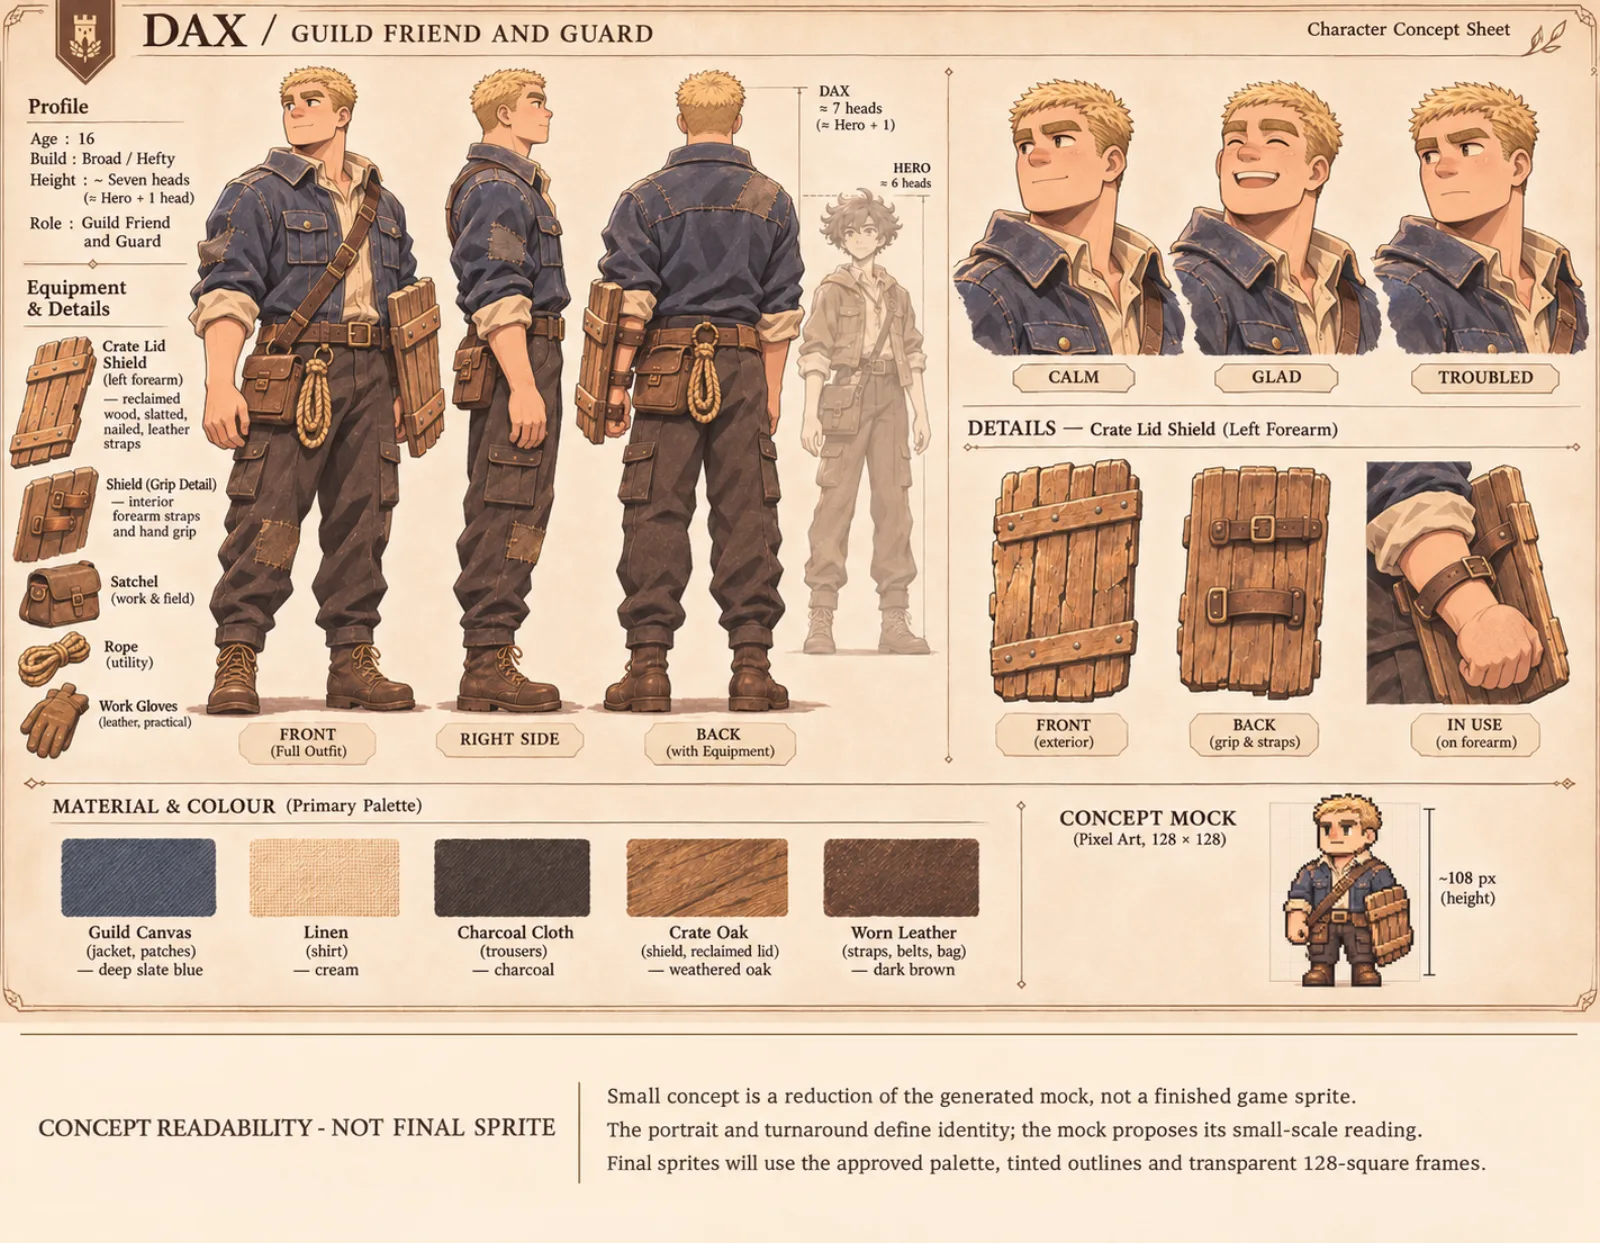 DAX / GUILD FRIEND AND GUARD
Character Concept Sheet
Profile
Age : 16
Build : Broad / Hefty
Height : ~ Seven heads
(≈ Hero + 1 head)
Role : Guild Friend
and Guard
Equipment
& Details
Crate Lid
Shield
(left forearm)
— reclaimed
wood, slatted,
nailed, leather
straps
Shield (Grip Detail)
— interior
forearm straps
and hand grip
Satchel
(work & field)
Rope
(utility)
Work Gloves
(leather, practical)
DAX
≈ 7 heads
(≈ Hero + 1)
HERO
≈ 6 heads
FRONT
(Full Outfit)
RIGHT SIDE
BACK
(with Equipment)
CALM
GLAD
TROUBLED
DETAILS — Crate Lid Shield (Left Forearm)
FRONT
(exterior)
BACK
(grip & straps)
IN USE
(on forearm)
MATERIAL & COLOUR (Primary Palette)
Guild Canvas
(jacket, patches)
— deep slate blue
Linen
(shirt)
— cream
Charcoal Cloth
(trousers)
— charcoal
Crate Oak
(shield, reclaimed lid)
— weathered oak
Worn Leather
(straps, belts, bag)
— dark brown
CONCEPT MOCK
(Pixel Art, 128 × 128)
~108 px
(height)
CONCEPT READABILITY - NOT FINAL SPRITE
Small concept is a reduction of the generated mock, not a finished game sprite.
The portrait and turnaround define identity; the mock proposes its small-scale reading.
Final sprites will use the approved palette, tinted outlines and transparent 128-square frames.